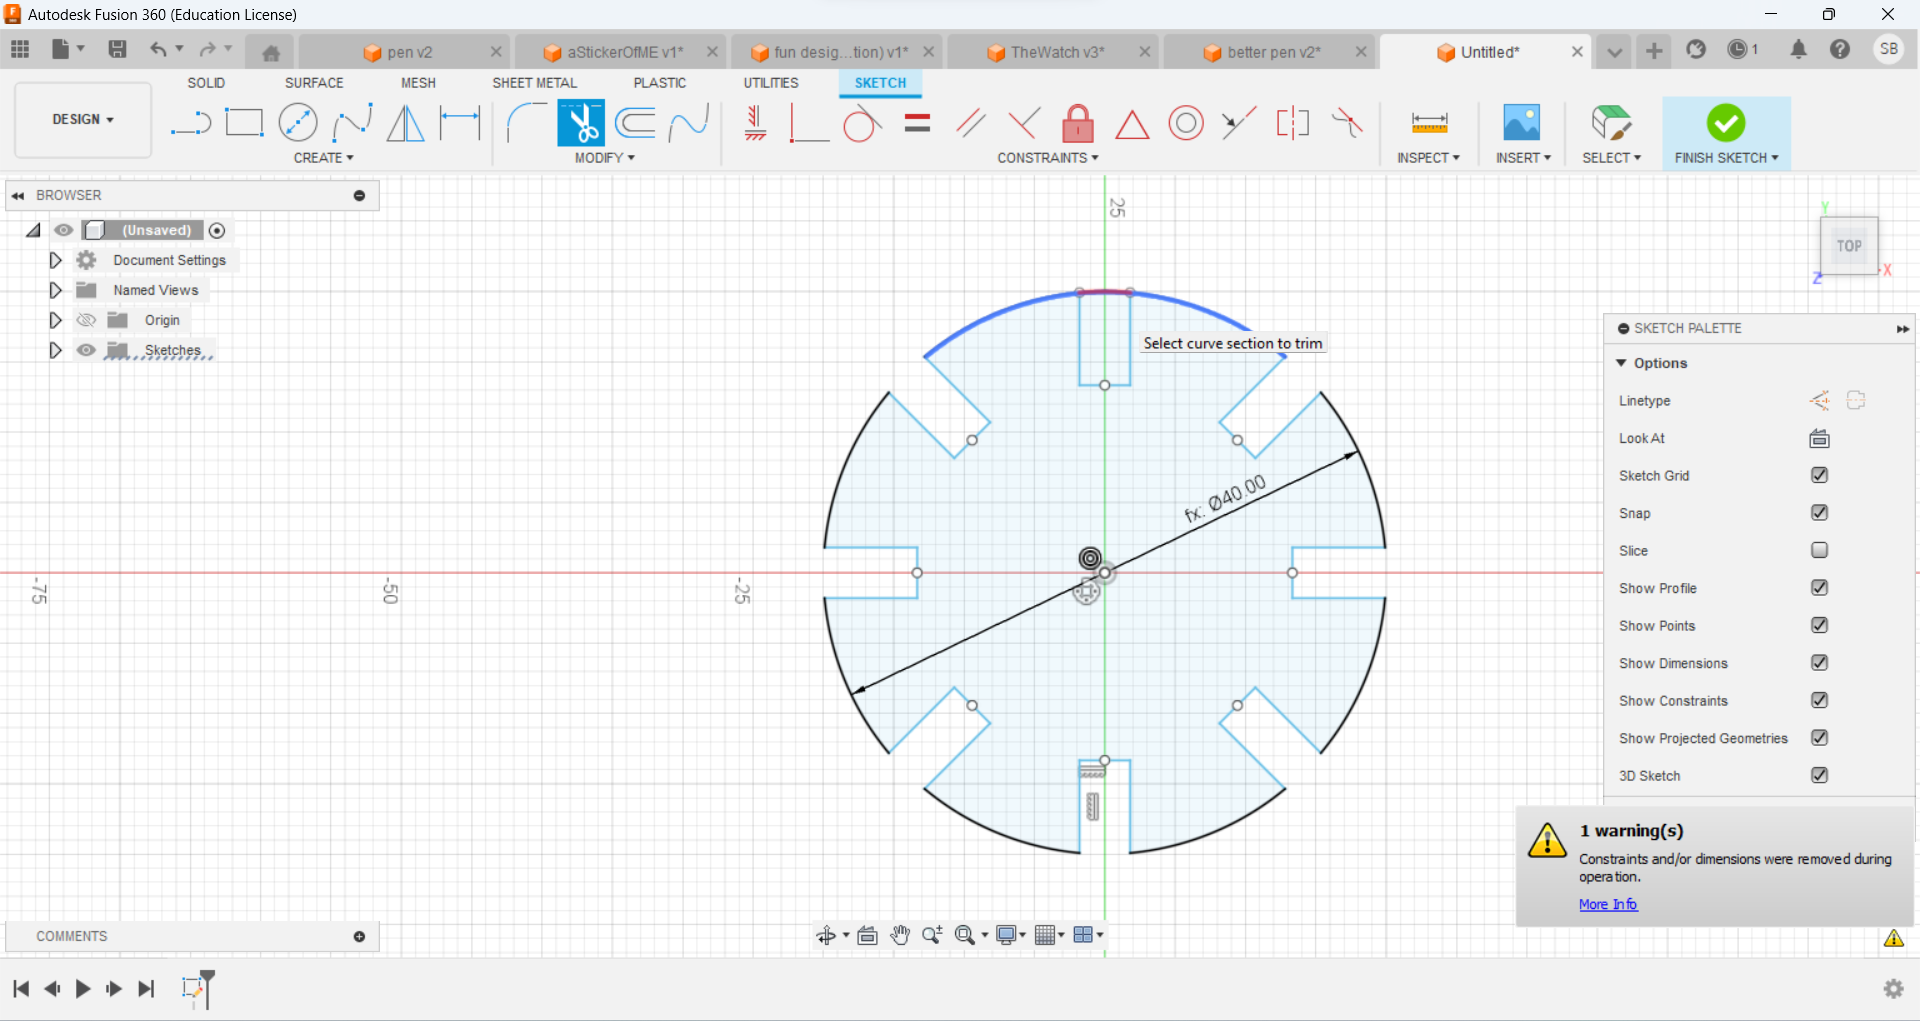 Autodesk Fusion 360 (Education License)
pen v2
aStickerOfME v1*
fun desig...tion) v1*
TheWatch v3*
better pen v2*
Untitled*
1
SB
SOLID
SURFACE
MESH
SHEET METAL
PLASTIC
UTILITIES
SKETCH
DESIGN
CREATE
MODIFY
CONSTRAINTS
INSPECT
INSERT
SELECT
FINISH SKETCH
BROWSER
(Unsaved)
Document Settings
Named Views
Origin
Sketches
25
Y
TOP
X
Z
Select curve section to trim
fx: Ø40.00
-75
-50
-25
SKETCH PALETTE
Options
Linetype
Look At
Sketch Grid
Snap
Slice
Show Profile
Show Points
Show Dimensions
Show Constraints
Show Projected Geometries
3D Sketch
1 warning(s)
Constraints and/or dimensions were removed during
operation.
More Info
COMMENTS